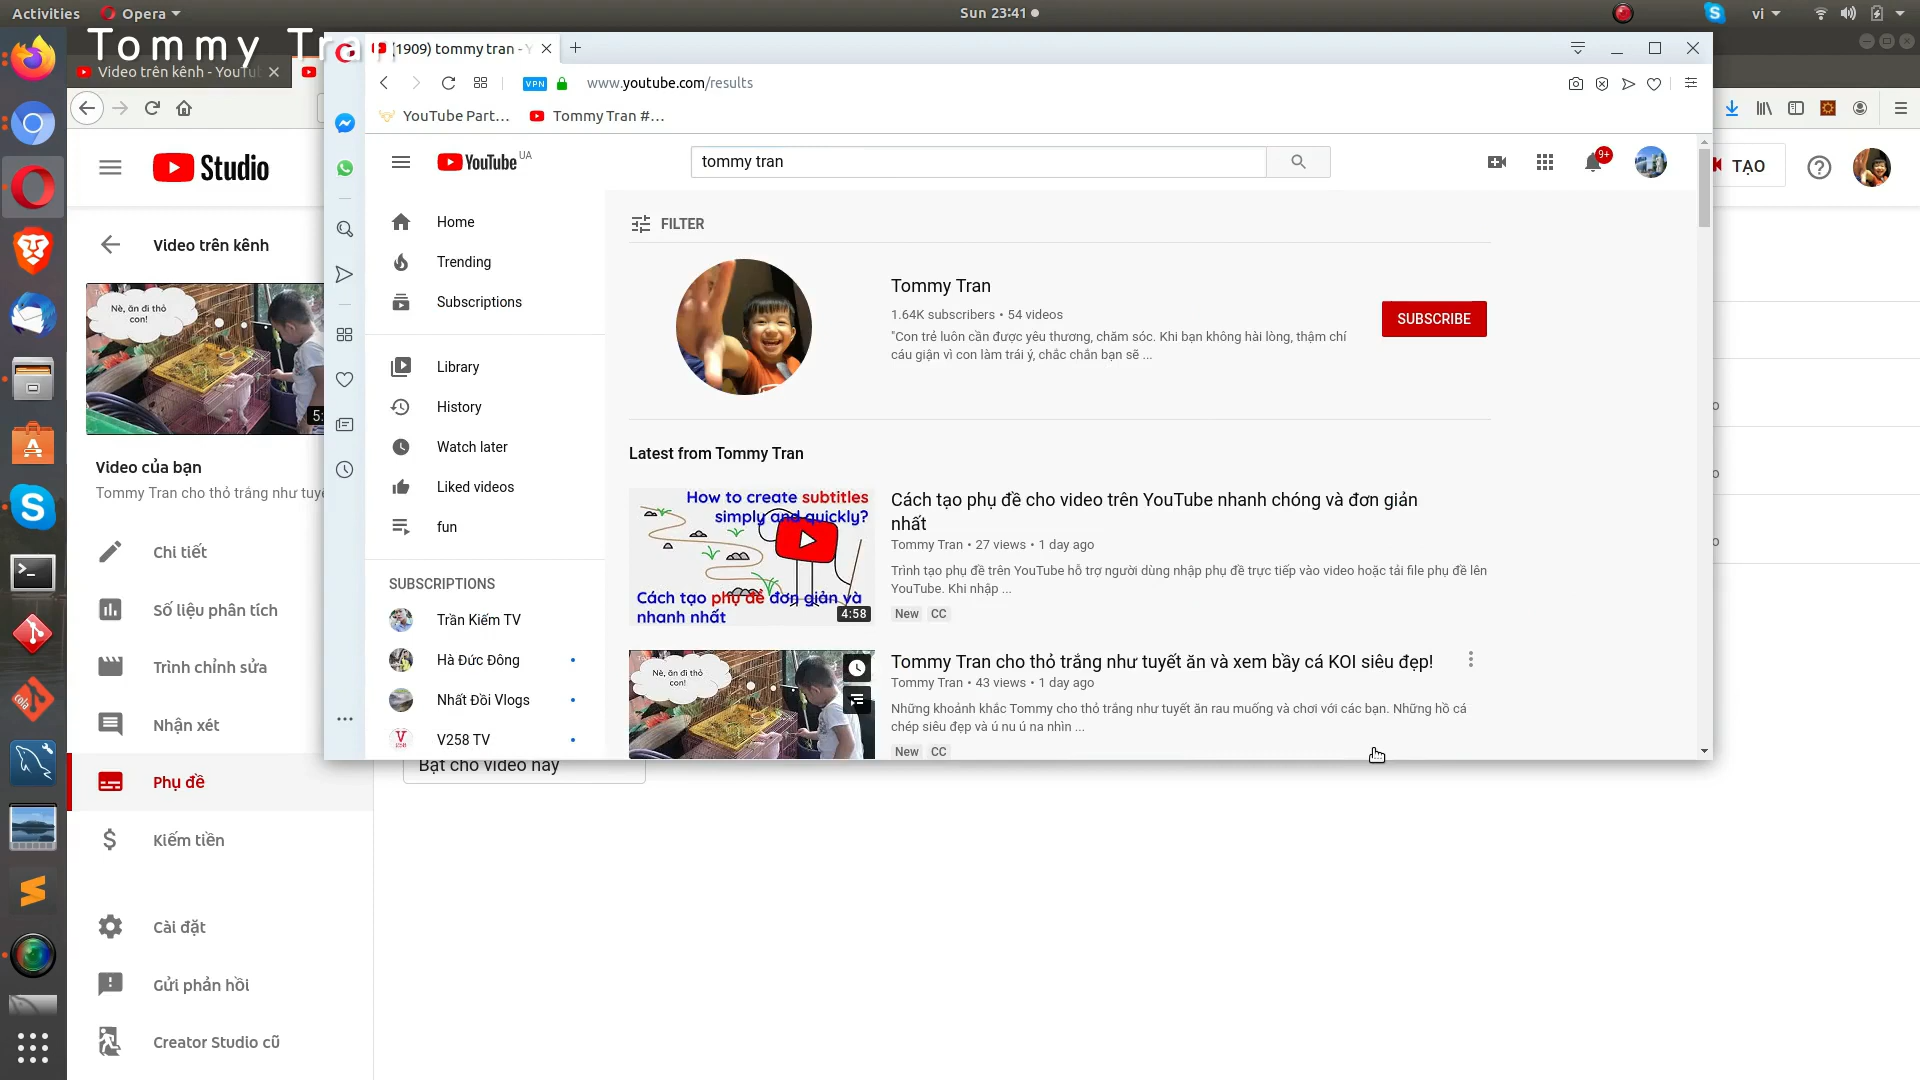 Activities
Opera
Sun 23:41
vi
Tommy Tran
Video trên kênh - YouTu
(1909) tommy tran - Y
VPN
www.youtube.com/results
YouTube Part...
Tommy Tran #...
Studio
YouTube
UA
tommy tran
9+
TẠO
Video trên kênh
Nè, ăn đi thỏ
con!
5:
Video của bạn
Tommy Tran cho thỏ trắng như tuyế
Chi tiết
Số liệu phân tích
Trình chỉnh sửa
Nhận xét
Phụ đề
Kiếm tiền
Cài đặt
Gửi phản hồi
Creator Studio cũ
Home
Trending
Subscriptions
Library
History
Watch later
Liked videos
fun
SUBSCRIPTIONS
Trần Kiếm TV
Hà Đức Đông
Nhất Đồi Vlogs
V258 TV
FILTER
Tommy Tran
1.64K subscribers • 54 videos
"Con trẻ luôn cần được yêu thương, chăm sóc. Khi bạn không hài lòng, thậm chí
cáu giận vì con làm trái ý, chắc chắn bạn sẽ ...
SUBSCRIBE
Latest from Tommy Tran
How to create subtitles
simply and quickly?
Cách tạo phụ đề đơn giản và
nhanh nhất
4:58
Cách tạo phụ đề cho video trên YouTube nhanh chóng và đơn giản
nhất
Tommy Tran • 27 views • 1 day ago
Trình tạo phụ đề trên YouTube hỗ trợ người dùng nhập phụ đề trực tiếp vào video hoặc tải file phụ đề lên
YouTube. Khi nhập ...
New CC
Nè, ăn đi thỏ
con!
Tommy Tran cho thỏ trắng như tuyết ăn và xem bầy cá KOI siêu đẹp!
Tommy Tran • 43 views • 1 day ago
Những khoảnh khắc Tommy cho thỏ trắng như tuyết ăn rau muống và chơi với các bạn. Những hồ cá
chép siêu đẹp và ú nu ú na nhìn ...
New CC
Bạt cho video này